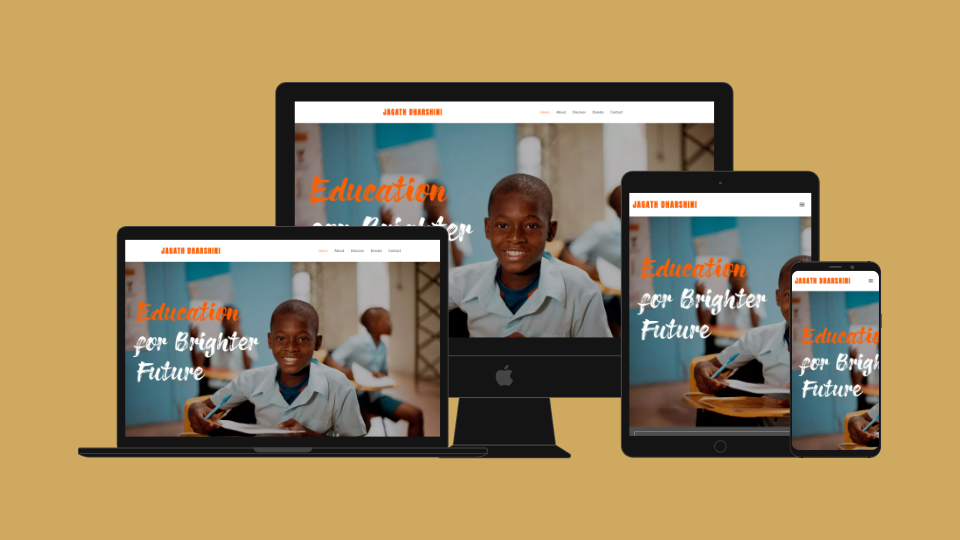 JAGATH DHARSHINI
Home About Discover Donate Contact
Education
for Brighter
JAGATH DHARSHINI
Home About Discover Donate Contact
Education
for Brighter
Future
JAGATH DHARSHINI
Education
for Brighter
Future
JAGATH DHARSHINI
Educatio
for Brigh
Future